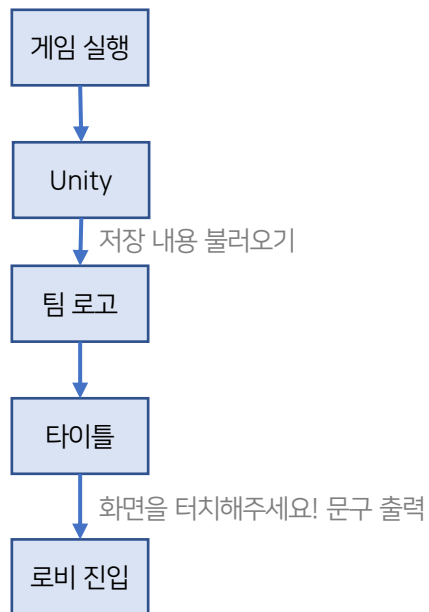 게임 실행
Unity
저장 내용 불러오기
팀 로고
타이틀
화면을 터치해주세요! 문구 출력
로비 진입